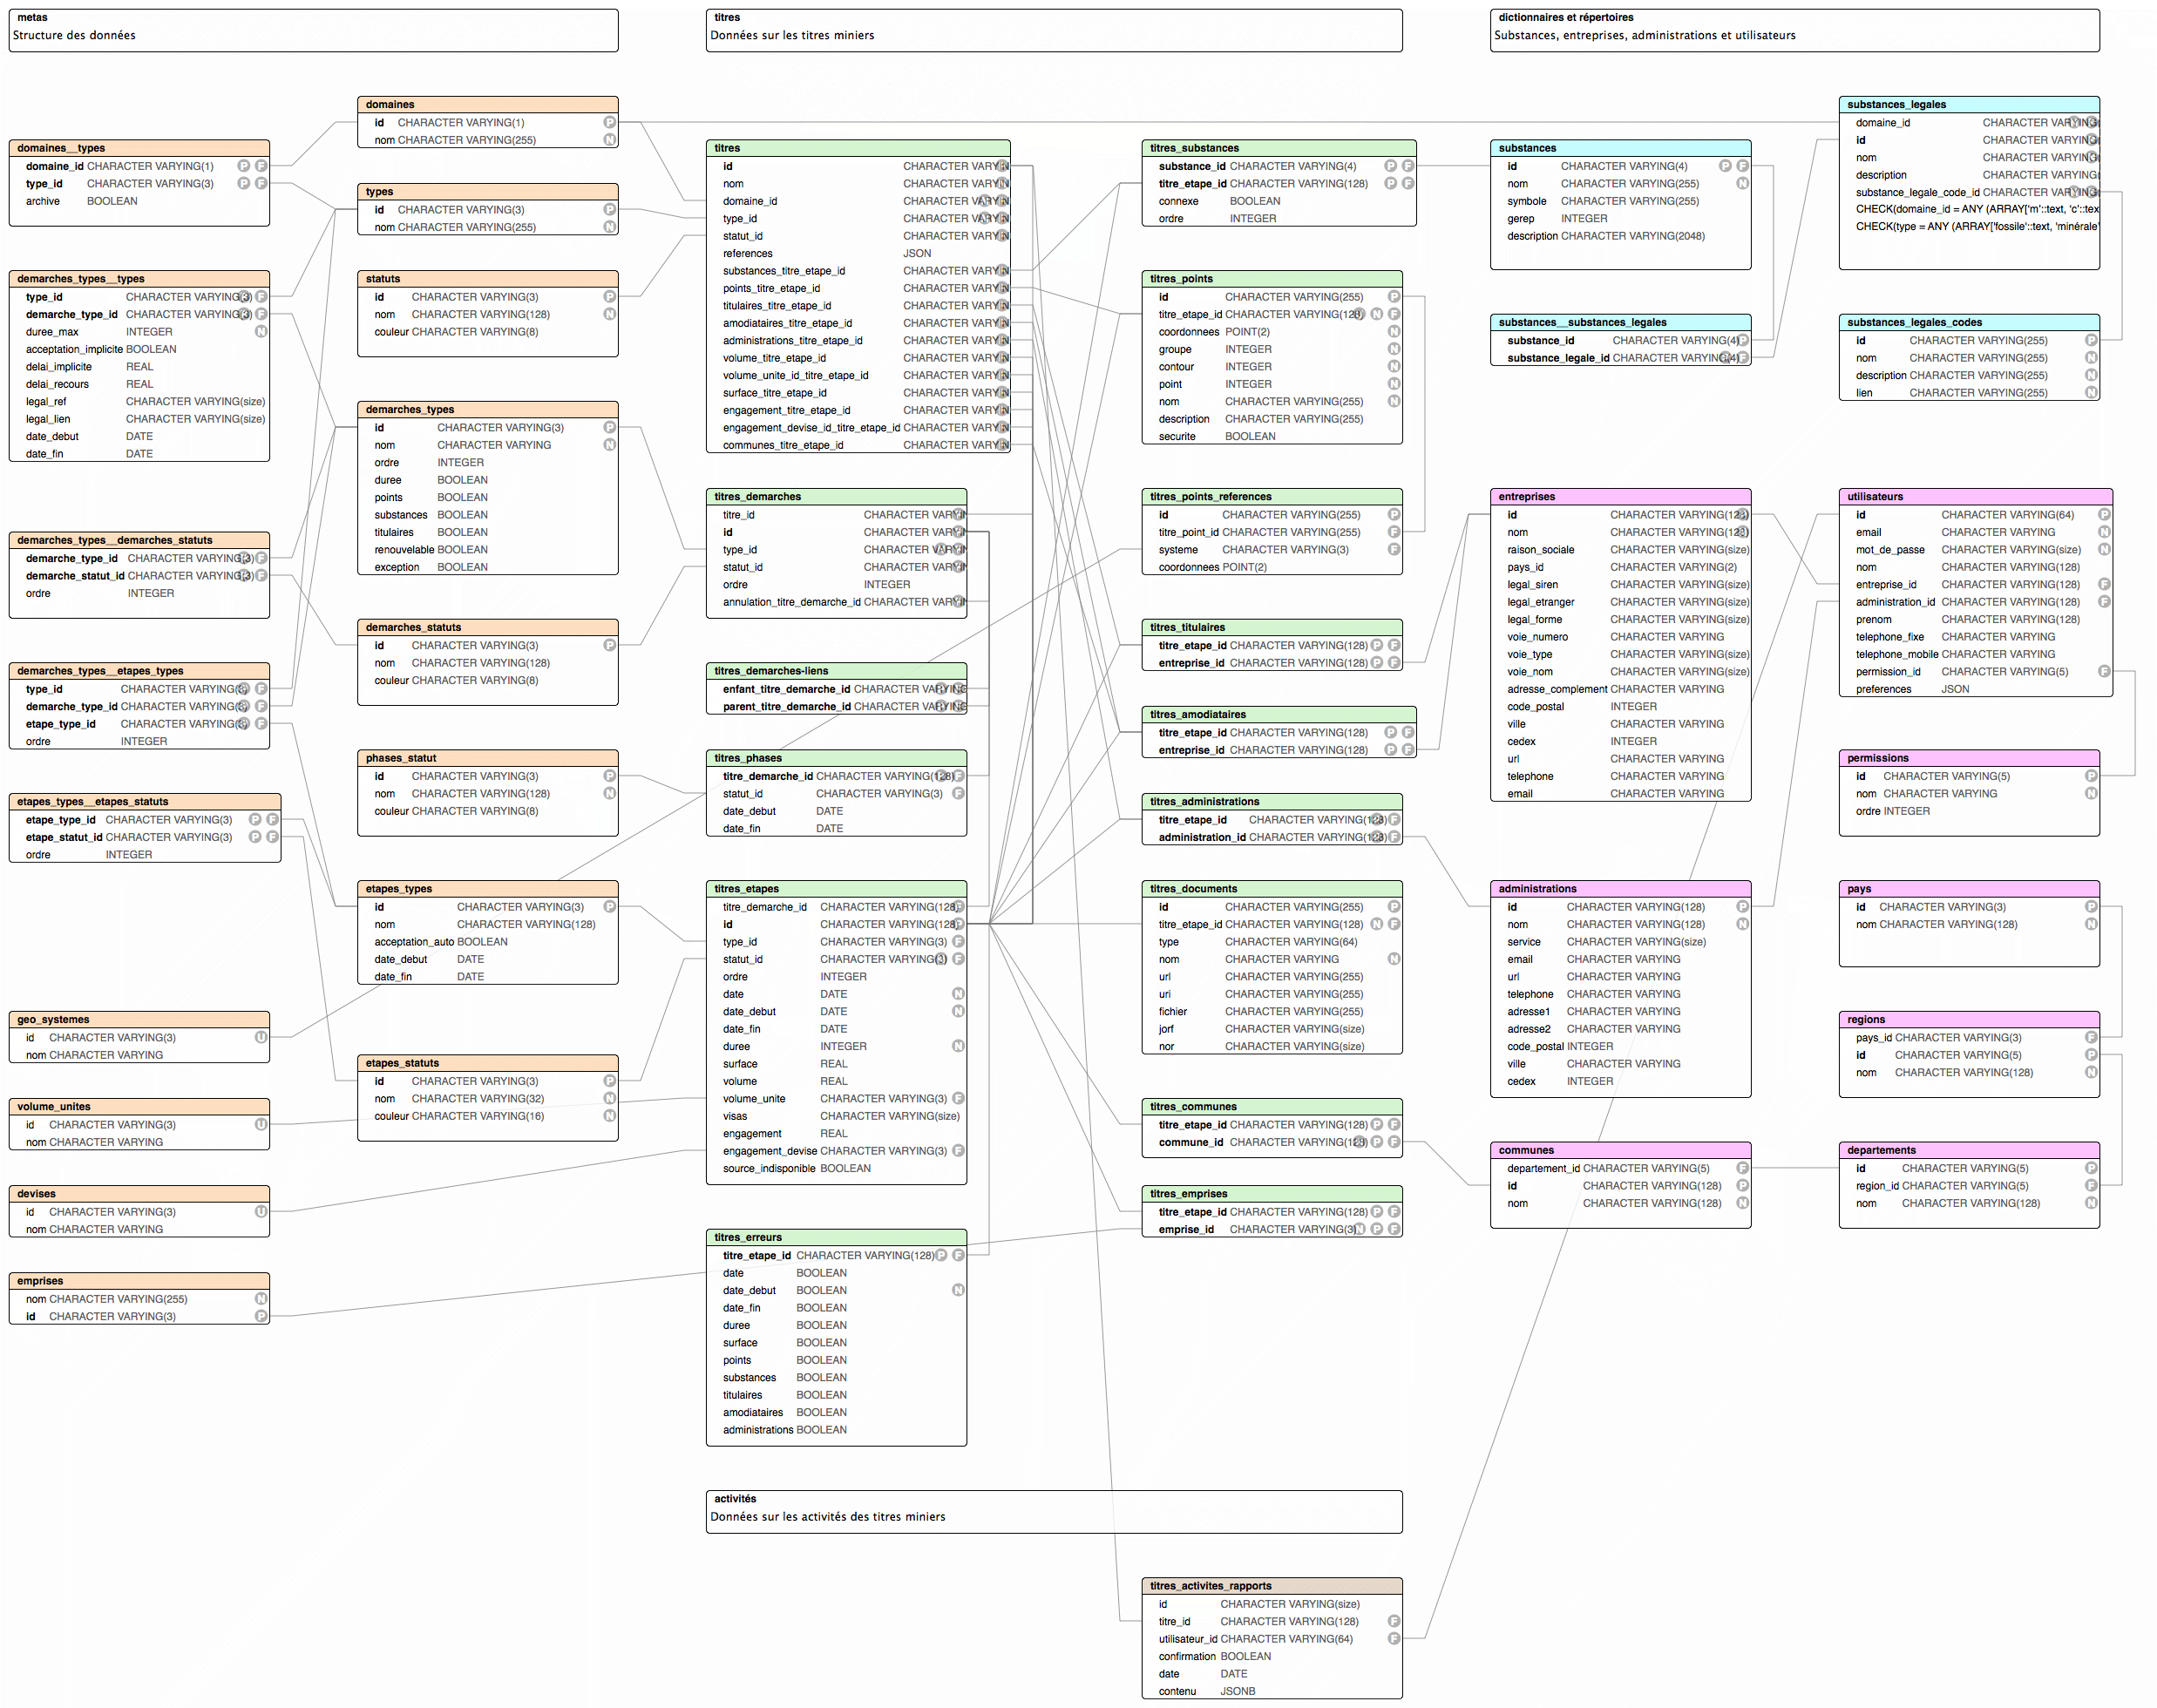 metas
Structure des données
titres
Données sur les titres miniers
dictionnaires et répertoires
Substances, entreprises, administrations et utilisateurs
domaines__types
domaine_id CHARACTER VARYING(1) P F
type_id CHARACTER VARYING(3) P F
archive BOOLEAN
demarches_types__types
type_id CHARACTER VARYING(3) F
demarche_type_id CHARACTER VARYING(3) F
duree_max INTEGER N
acceptation_implicite BOOLEAN
delai_implicite REAL
delai_recours REAL
legal_ref CHARACTER VARYING(size)
legal_lien CHARACTER VARYING(size)
date_debut DATE
date_fin DATE
demarches_types__demarches_statuts
demarche_type_id CHARACTER VARYING(3) F
demarche_statut_id CHARACTER VARYING(3) F
ordre INTEGER
demarches_types__etapes_types
type_id CHARACTER VARYING(3) F
demarche_type_id CHARACTER VARYING(3) F
etape_type_id CHARACTER VARYING(3) F
ordre INTEGER
etapes_types__etapes_statuts
etape_type_id CHARACTER VARYING(3) P F
etape_statut_id CHARACTER VARYING(3) P F
ordre INTEGER
geo_systemes
id CHARACTER VARYING(3) U
nom CHARACTER VARYING
volume_unites
id CHARACTER VARYING(3) U
nom CHARACTER VARYING
devises
id CHARACTER VARYING(3) U
nom CHARACTER VARYING
emprises
nom CHARACTER VARYING(255) N
id CHARACTER VARYING(3) P
domaines
id CHARACTER VARYING(1) P
nom CHARACTER VARYING(255) N
types
id CHARACTER VARYING(3) P
nom CHARACTER VARYING(255) N
statuts
id CHARACTER VARYING(3) P
nom CHARACTER VARYING(128) N
couleur CHARACTER VARYING(8)
demarches_types
id CHARACTER VARYING(3) P
nom CHARACTER VARYING N
ordre INTEGER
duree BOOLEAN
points BOOLEAN
substances BOOLEAN
titulaires BOOLEAN
renouvelable BOOLEAN
exception BOOLEAN
demarches_statuts
id CHARACTER VARYING(3) P
nom CHARACTER VARYING(128)
couleur CHARACTER VARYING(8)
phases_statut
id CHARACTER VARYING(3) P
nom CHARACTER VARYING(128) N
couleur CHARACTER VARYING(8)
etapes_types
id CHARACTER VARYING(3) P
nom CHARACTER VARYING(128)
acceptation_auto BOOLEAN
date_debut DATE
date_fin DATE
etapes_statuts
id CHARACTER VARYING(3) P
nom CHARACTER VARYING(32) N
couleur CHARACTER VARYING(16) N
titres
id CHARACTER VARYIN
nom CHARACTER VARYIN
domaine_id CHARACTER VARYIN
type_id CHARACTER VARYIN
statut_id CHARACTER VARYIN
references JSON
substances_titre_etape_id CHARACTER VARYIN
points_titre_etape_id CHARACTER VARYIN
titulaires_titre_etape_id CHARACTER VARYIN
amodiataires_titre_etape_id CHARACTER VARYIN
administrations_titre_etape_id CHARACTER VARYIN
volume_titre_etape_id CHARACTER VARYIN
volume_unite_id_titre_etape_id CHARACTER VARYIN
surface_titre_etape_id CHARACTER VARYIN
engagement_titre_etape_id CHARACTER VARYIN
engagement_devise_id_titre_etape_id CHARACTER VARYIN
communes_titre_etape_id CHARACTER VARYIN
titres_demarches
titre_id CHARACTER VARYIN
id CHARACTER VARYIN
type_id CHARACTER VARYIN
statut_id CHARACTER VARYIN
ordre INTEGER
annulation_titre_demarche_id CHARACTER VARYIN
titres_demarches-liens
enfant_titre_demarche_id CHARACTER VARYING
parent_titre_demarche_id CHARACTER VARYING
titres_phases
titre_demarche_id CHARACTER VARYING(128) F
statut_id CHARACTER VARYING(3) F
date_debut DATE
date_fin DATE
titres_etapes
titre_demarche_id CHARACTER VARYING(128)
id CHARACTER VARYING(128)
type_id CHARACTER VARYING(3) F
statut_id CHARACTER VARYING(3) F
ordre INTEGER
date DATE N
date_debut DATE N
date_fin DATE
duree INTEGER N
surface REAL
volume REAL
volume_unite CHARACTER VARYING(3) F
visas CHARACTER VARYING(size)
engagement REAL
engagement_devise CHARACTER VARYING(3) F
source_indisponible BOOLEAN
titres_erreurs
titre_etape_id CHARACTER VARYING(128) P F
date BOOLEAN
date_debut BOOLEAN N
date_fin BOOLEAN
duree BOOLEAN
surface BOOLEAN
points BOOLEAN
substances BOOLEAN
titulaires BOOLEAN
amodiataires BOOLEAN
administrations BOOLEAN
activités
Données sur les activités des titres miniers
titres_substances
substance_id CHARACTER VARYING(4) P F
titre_etape_id CHARACTER VARYING(128) P F
connexe BOOLEAN
ordre INTEGER
titres_points
id CHARACTER VARYING(255) P
titre_etape_id CHARACTER VARYING(128) N F
coordonnees POINT(2) N
groupe INTEGER N
contour INTEGER N
point INTEGER N
nom CHARACTER VARYING(255) N
description CHARACTER VARYING(255)
securite BOOLEAN
titres_points_references
id CHARACTER VARYING(255) P
titre_point_id CHARACTER VARYING(255) F
systeme CHARACTER VARYING(3) F
coordonnees POINT(2)
titres_titulaires
titre_etape_id CHARACTER VARYING(128) P F
entreprise_id CHARACTER VARYING(128) P F
titres_amodiataires
titre_etape_id CHARACTER VARYING(128) P F
entreprise_id CHARACTER VARYING(128) P F
titres_administrations
titre_etape_id CHARACTER VARYING(128) F
administration_id CHARACTER VARYING(128) F
titres_documents
id CHARACTER VARYING(255) P
titre_etape_id CHARACTER VARYING(128) N F
type CHARACTER VARYING(64)
nom CHARACTER VARYING N
url CHARACTER VARYING(255)
uri CHARACTER VARYING(255)
fichier CHARACTER VARYING(255)
jorf CHARACTER VARYING(size)
nor CHARACTER VARYING(size)
titres_communes
titre_etape_id CHARACTER VARYING(128) P F
commune_id CHARACTER VARYING(128) P F
titres_emprises
titre_etape_id CHARACTER VARYING(128) P F
emprise_id CHARACTER VARYING(3) N P F
titres_activites_rapports
id CHARACTER VARYING(size)
titre_id CHARACTER VARYING(128) F
utilisateur_id CHARACTER VARYING(64) F
confirmation BOOLEAN
date DATE
contenu JSONB
substances
id CHARACTER VARYING(4) P F
nom CHARACTER VARYING(255) N
symbole CHARACTER VARYING(255)
gerep INTEGER
description CHARACTER VARYING(2048)
substances__substances_legales
substance_id CHARACTER VARYING(4) P
substance_legale_id CHARACTER VARYING(4) F
entreprises
id CHARACTER VARYING(128)
nom CHARACTER VARYING(128)
raison_sociale CHARACTER VARYING(size)
pays_id CHARACTER VARYING(2)
legal_siren CHARACTER VARYING(size)
legal_etranger CHARACTER VARYING(size)
legal_forme CHARACTER VARYING(size)
voie_numero CHARACTER VARYING
voie_type CHARACTER VARYING(size)
voie_nom CHARACTER VARYING(size)
adresse_complement CHARACTER VARYING
code_postal INTEGER
ville CHARACTER VARYING
cedex INTEGER
url CHARACTER VARYING
telephone CHARACTER VARYING
email CHARACTER VARYING
administrations
id CHARACTER VARYING(128) P
nom CHARACTER VARYING(128) N
service CHARACTER VARYING(size)
email CHARACTER VARYING
url CHARACTER VARYING
telephone CHARACTER VARYING
adresse1 CHARACTER VARYING
adresse2 CHARACTER VARYING
code_postal INTEGER
ville CHARACTER VARYING
cedex INTEGER
communes
departement_id CHARACTER VARYING(5) F
id CHARACTER VARYING(128) P
nom CHARACTER VARYING(128) N
substances_legales
domaine_id CHARACTER VARYING(
id CHARACTER VARYING(
nom CHARACTER VARYING(
description CHARACTER VARYING(
substance_legale_code_id CHARACTER VARYING(
CHECK(domaine_id = ANY (ARRAY['m'::text, 'c'::tex
CHECK(type = ANY (ARRAY['fossile'::text, 'minérale'
substances_legales_codes
id CHARACTER VARYING(255) P
nom CHARACTER VARYING(255) N
description CHARACTER VARYING(255) N
lien CHARACTER VARYING(255) N
utilisateurs
id CHARACTER VARYING(64) P
email CHARACTER VARYING N
mot_de_passe CHARACTER VARYING(size) N
nom CHARACTER VARYING(128)
entreprise_id CHARACTER VARYING(128) F
administration_id CHARACTER VARYING(128) F
prenom CHARACTER VARYING(128)
telephone_fixe CHARACTER VARYING
telephone_mobile CHARACTER VARYING
permission_id CHARACTER VARYING(5) F
preferences JSON
permissions
id CHARACTER VARYING(5) P
nom CHARACTER VARYING N
ordre INTEGER
pays
id CHARACTER VARYING(3) P
nom CHARACTER VARYING(128) N
regions
pays_id CHARACTER VARYING(3) F
id CHARACTER VARYING(5) P
nom CHARACTER VARYING(128) N
departements
id CHARACTER VARYING(5) P
region_id CHARACTER VARYING(5) F
nom CHARACTER VARYING(128) N